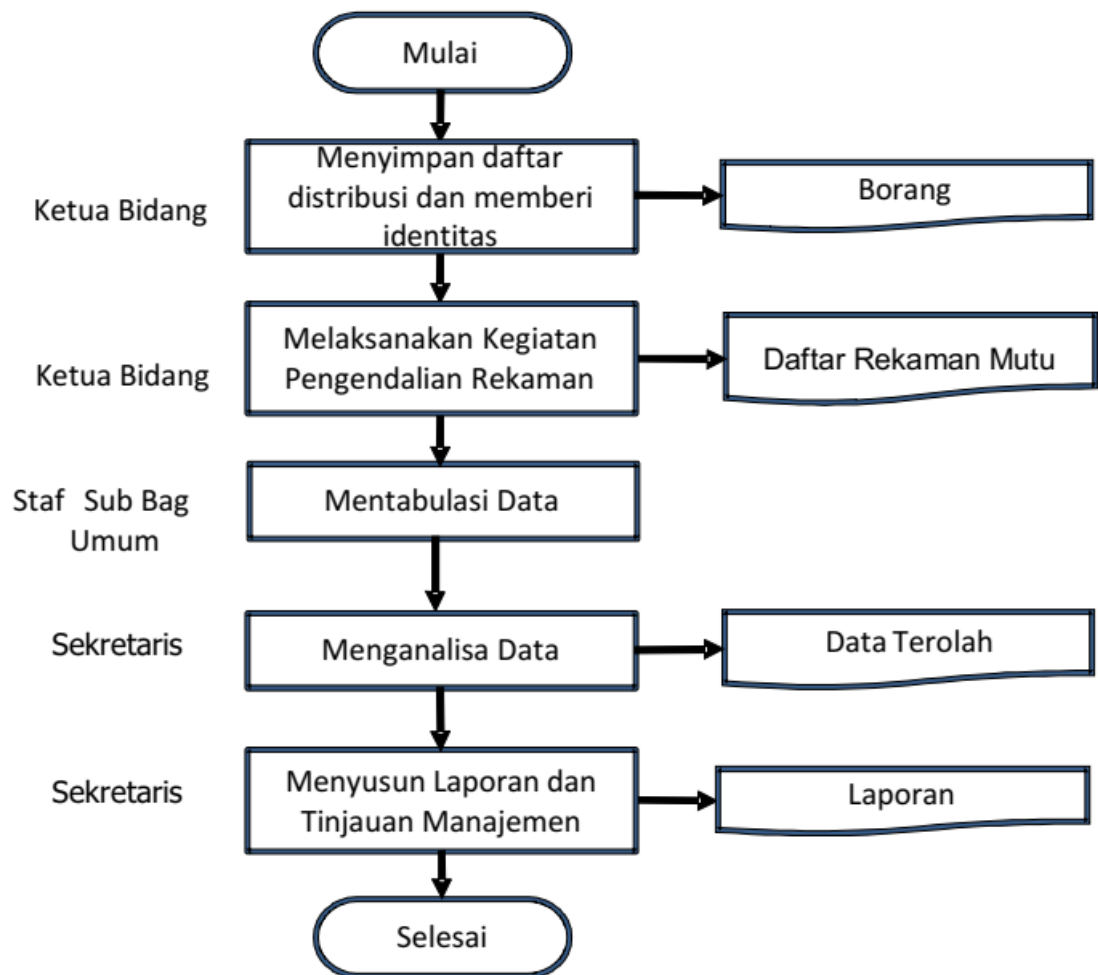 Mulai
Ketua Bidang
Menyimpan daftar
distribusi dan memberi
identitas
Borang
Ketua Bidang
Melaksanakan Kegiatan
Pengendalian Rekaman
Daftar Rekaman Mutu
Staf Sub Bag
Umum
Mentabulasi Data
Sekretaris
Menganalisa Data
Data Terolah
Sekretaris
Menyusun Laporan dan
Tinjauan Manajemen
Laporan
Selesai